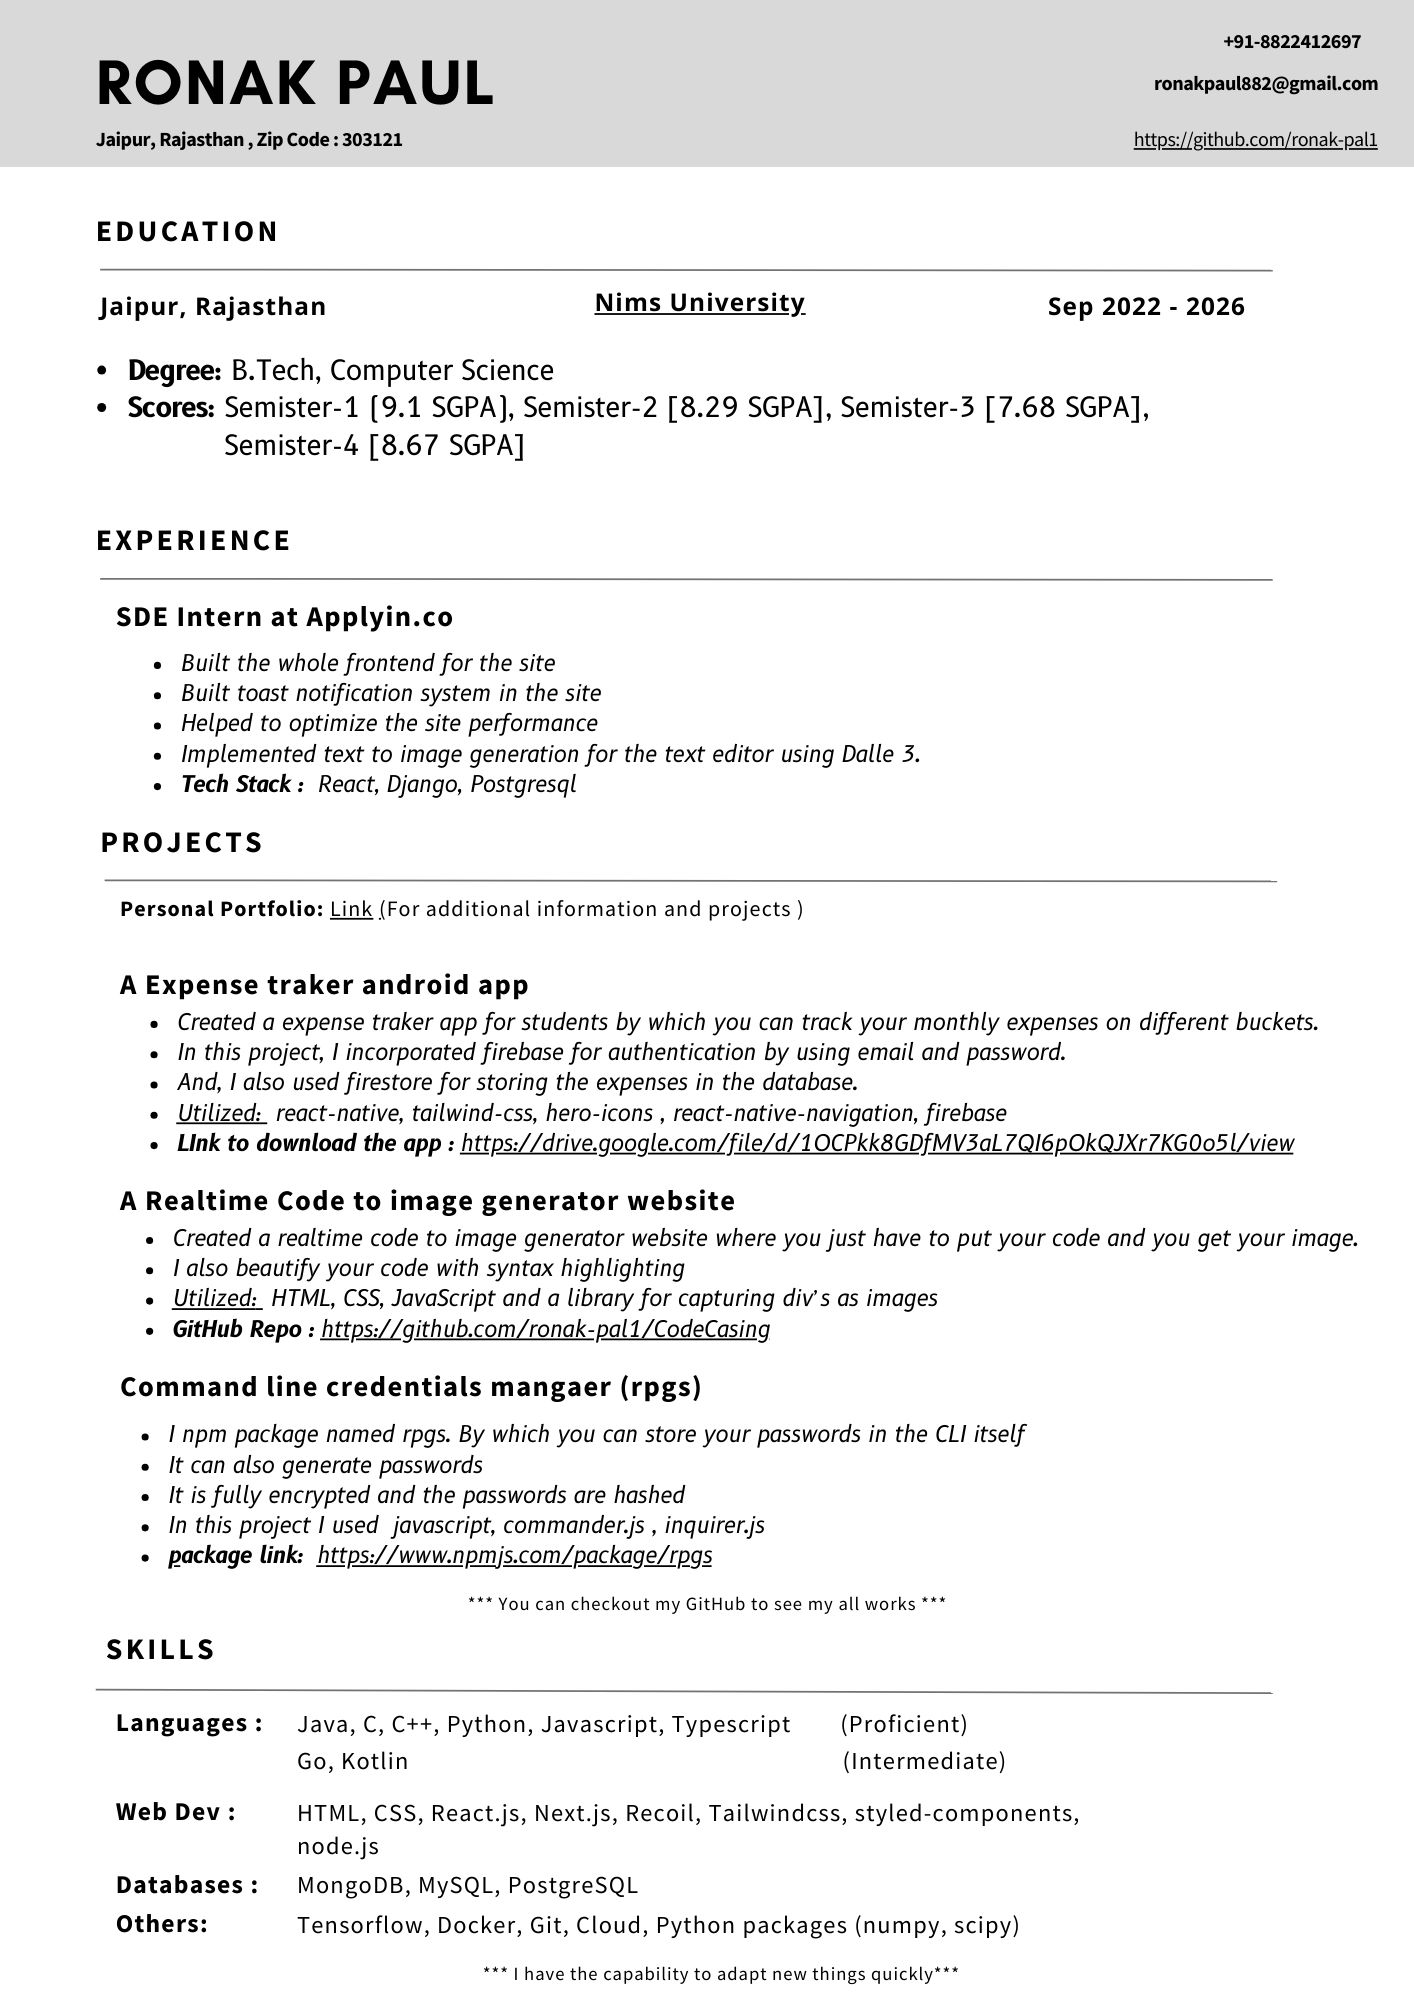 RONAK PAUL
Jaipur, Rajasthan , Zip Code : 303121
+91-8822412697
ronakpaul882@gmail.com
https://github.com/ronak-pal1
EDUCATION
Jaipur, Rajasthan Nims University Sep 2022 - 2026
• Degree: B.Tech, Computer Science
• Scores: Semister-1 [9.1 SGPA], Semister-2 [8.29 SGPA], Semister-3 [7.68 SGPA],
Semister-4 [8.67 SGPA]
EXPERIENCE
SDE Intern at Applyin.co
• Built the whole frontend for the site
• Built toast notification system in the site
• Helped to optimize the site performance
• Implemented text to image generation for the text editor using Dalle 3.
• Tech Stack : React, Django, Postgresql
PROJECTS
Personal Portfolio: Link (For additional information and projects )
A Expense traker android app
• Created a expense traker app for students by which you can track your monthly expenses on different buckets.
• In this project, I incorporated firebase for authentication by using email and password.
• And, I also used firestore for storing the expenses in the database.
• Utilized: react-native, tailwind-css, hero-icons , react-native-navigation, firebase
• LInk to download the app : https://drive.google.com/file/d/1OCPkk8GDfMV3aL7QI6pOkQJXr7KG0o5l/view
A Realtime Code to image generator website
• Created a realtime code to image generator website where you just have to put your code and you get your image.
• I also beautify your code with syntax highlighting
• Utilized: HTML, CSS, JavaScript and a library for capturing div’s as images
• GitHub Repo : https://github.com/ronak-pal1/CodeCasing
Command line credentials mangaer (rpgs)
• I npm package named rpgs. By which you can store your passwords in the CLI itself
• It can also generate passwords
• It is fully encrypted and the passwords are hashed
• In this project I used javascript, commander.js , inquirer.js
• package link: https://www.npmjs.com/package/rpgs
*** You can checkout my GitHub to see my all works ***
SKILLS
Languages : Java, C, C++, Python, Javascript, Typescript (Proficient)
Go, Kotlin (Intermediate)
Web Dev : HTML, CSS, React.js, Next.js, Recoil, Tailwindcss, styled-components,
node.js
Databases : MongoDB, MySQL, PostgreSQL
Others: Tensorflow, Docker, Git, Cloud, Python packages (numpy, scipy)
*** I have the capability to adapt new things quickly***